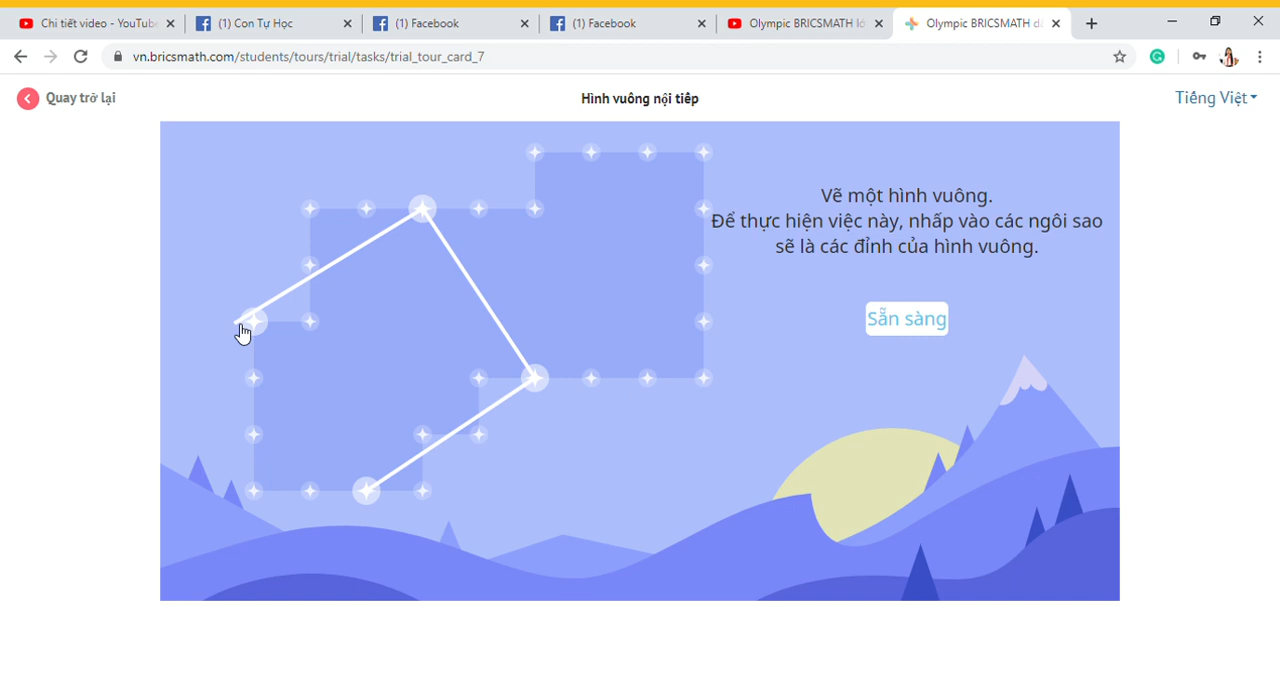 Chi tiết video - YouTube
(1) Con Tự Học
(1) Facebook
(1) Facebook
Olympic BRICSMATH lớ
Olympic BRICSMATH dà
vn.bricsmath.com/students/tours/trial/tasks/trial_tour_card_7
Quay trở lại
Hình vuông nội tiếp
Tiếng Việt
Vẽ một hình vuông.
Để thực hiện việc này, nhấp vào các ngôi sao
sẽ là các đỉnh của hình vuông.
Sẵn sàng